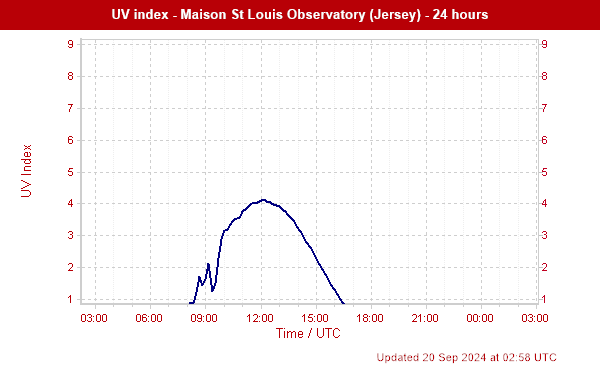 UV index - Maison St Louis Observatory (Jersey) - 24 hours
9 9
8 8
7 7
6 6
5 5
4 4
3 3
2 2
1 1
UV Index
03:00 06:00 09:00 12:00 15:00 18:00 21:00 00:00 03:00
Time / UTC
Updated 20 Sep 2024 at 02:58 UTC